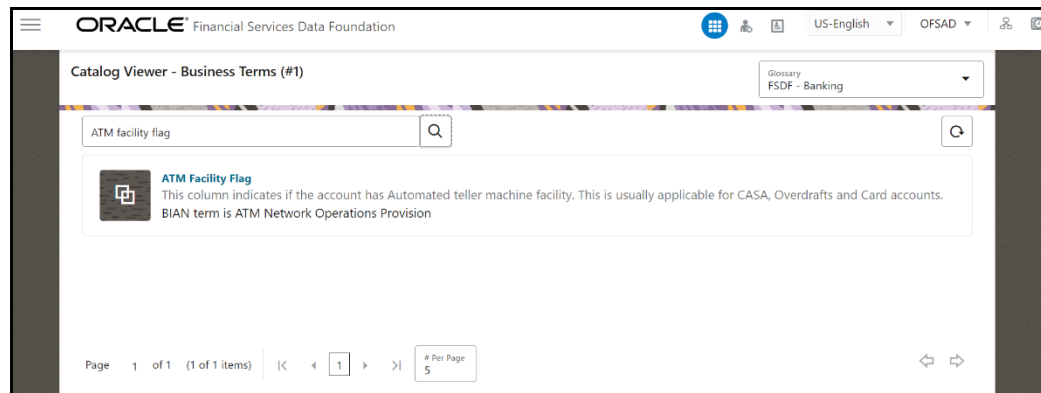 ORACLE® Financial Services Data Foundation
US-English
OFSAD
Catalog Viewer - Business Terms (#1)
Glossary
FSDF - Banking
ATM facility flag
ATM Facility Flag
This column indicates if the account has Automated teller machine facility. This is usually applicable for CASA, Overdrafts and Card accounts.
BIAN term is ATM Network Operations Provision
Page 1 of 1 (1 of 1 items) 1
# Per Page
5